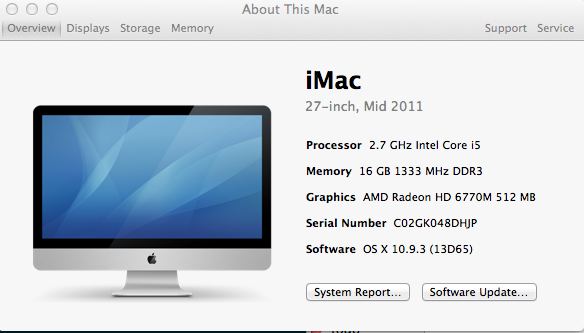 About This Mac
Overview Displays Storage Memory Support Service
iMac
27-inch, Mid 2011
Processor 2.7 GHz Intel Core i5
Memory 16 GB 1333 MHz DDR3
Graphics AMD Radeon HD 6770M 512 MB
Serial Number C02GK048DHJP
Software OS X 10.9.3 (13D65)
System Report... Software Update...